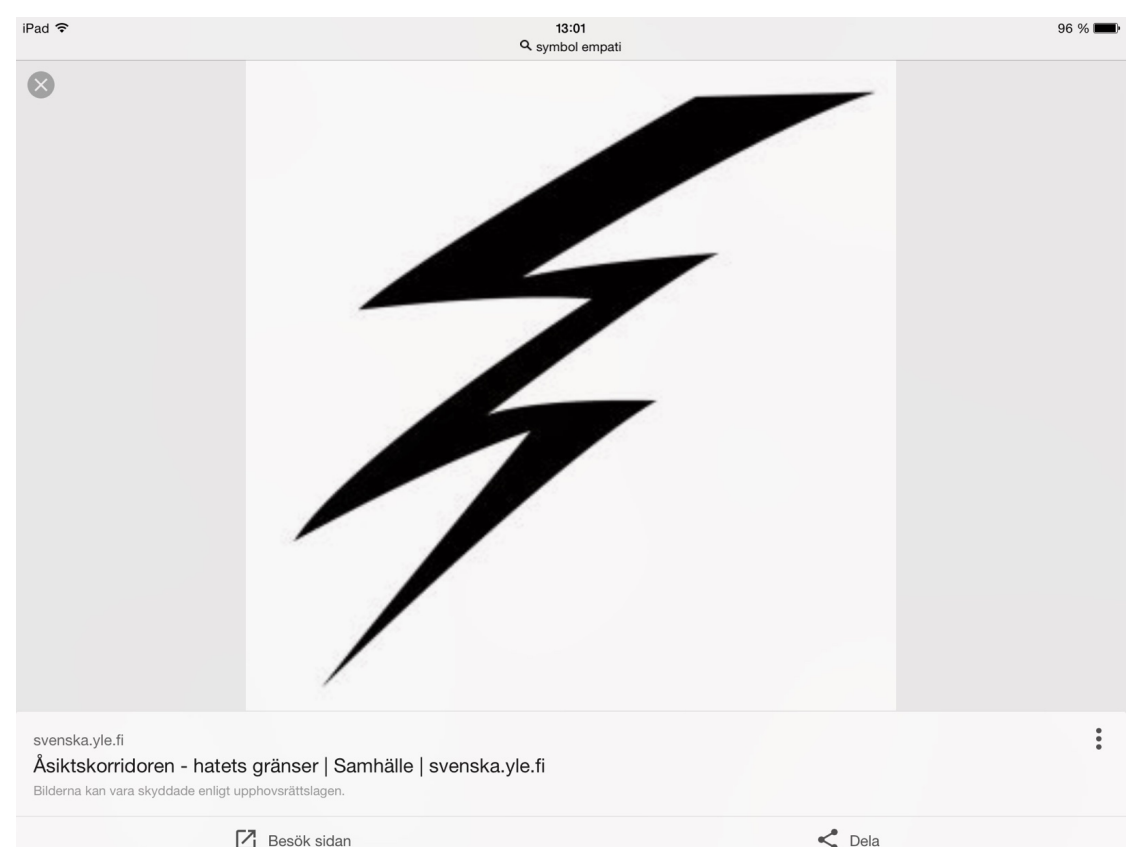 iPad 13:01 96 %
symbol empati
svenska.yle.fi
Åsiktskorridoren - hatets gränser | Samhälle | svenska.yle.fi
Bilderna kan vara skyddade enligt upphovsrättslagen.
Besök sidan Dela